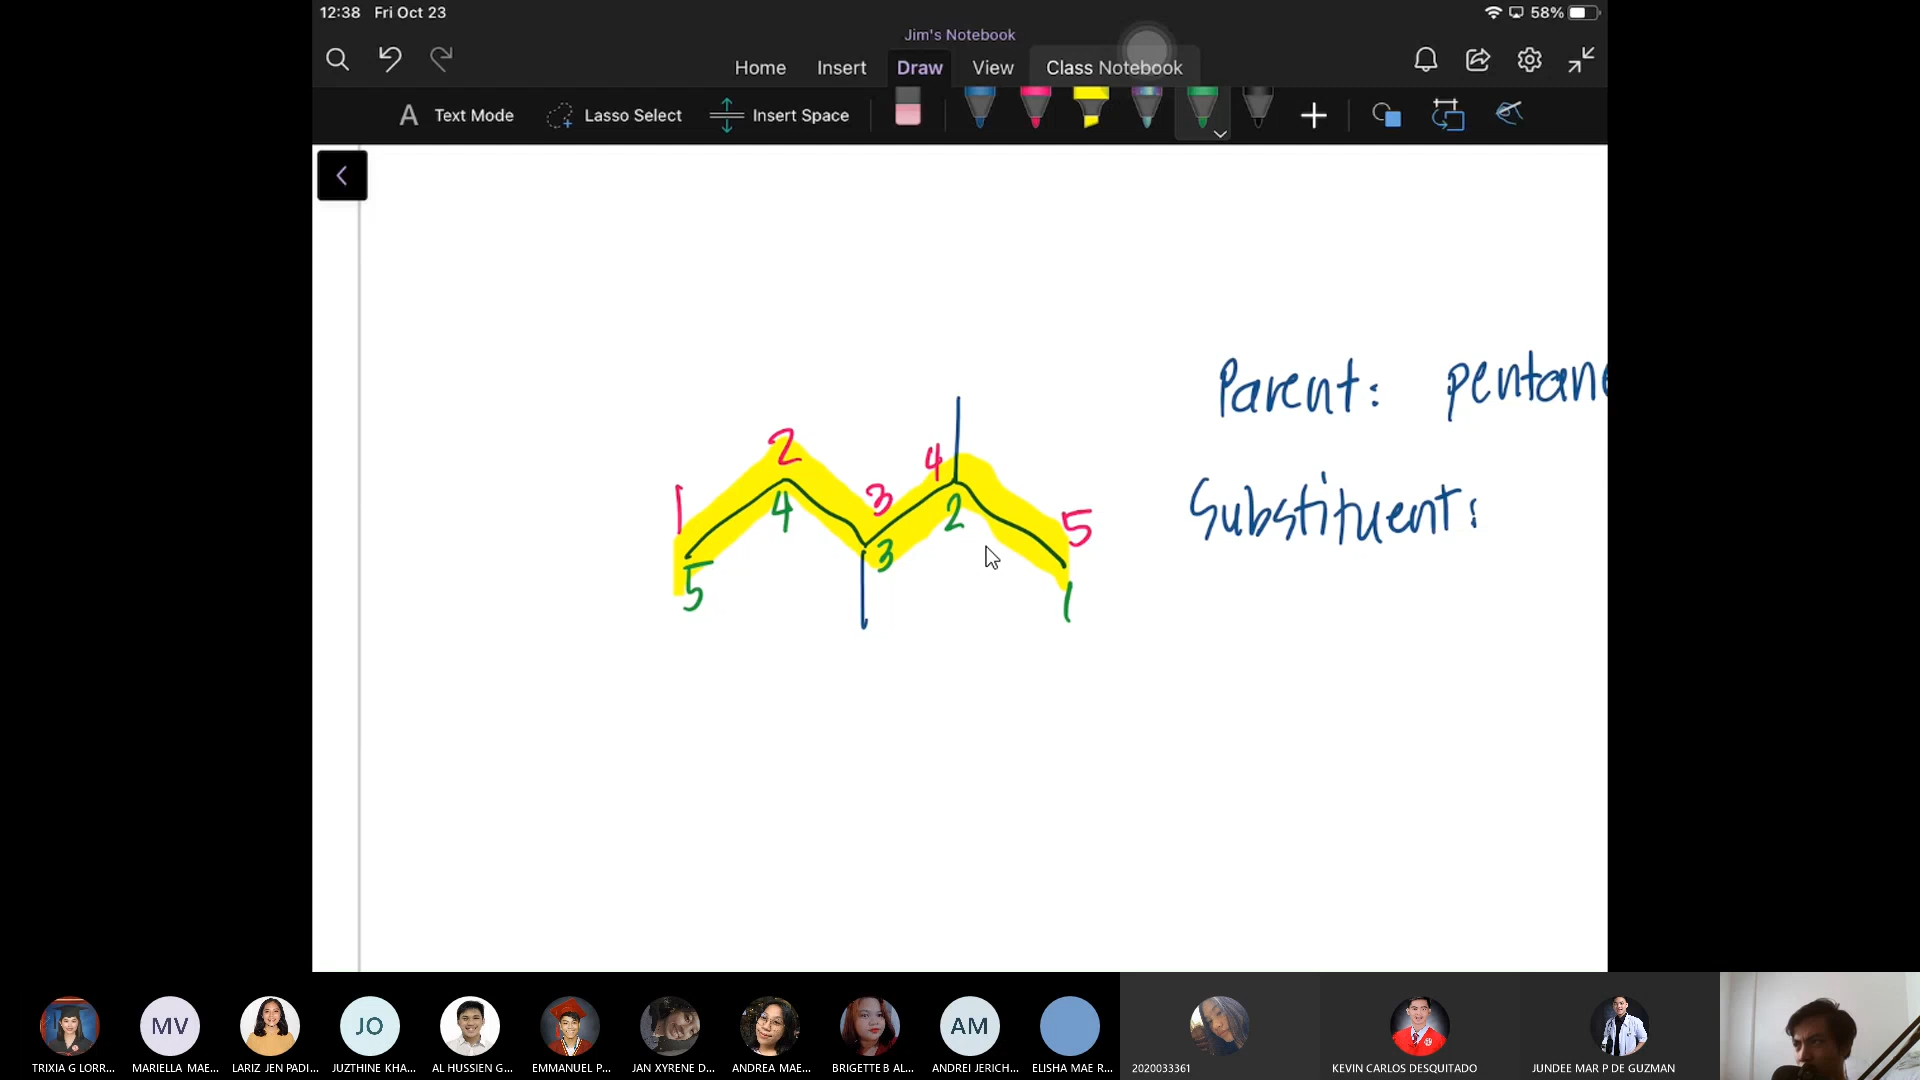 12:38 Fri Oct 23
58%
Jim's Notebook
Home Insert Draw View Class Notebook
A Text Mode Lasso Select Insert Space
Parent: pentane
2
4
1 3 5
4 2
Substituent:
3
5 1
MV JO AM
TRIXIA G LORR... MARIELLA MAE... LARIZ JEN PADI... JUZTHINE KHA... AL HUSSIEN G... EMMANUEL P... JAN XYRENE D... ANDREA MAE... BRIGETTE B AL... ANDREI JERICH... ELISHA MAE R... 2020033361 KEVIN CARLOS DESQUITADO JUNDEE MAR P DE GUZMAN